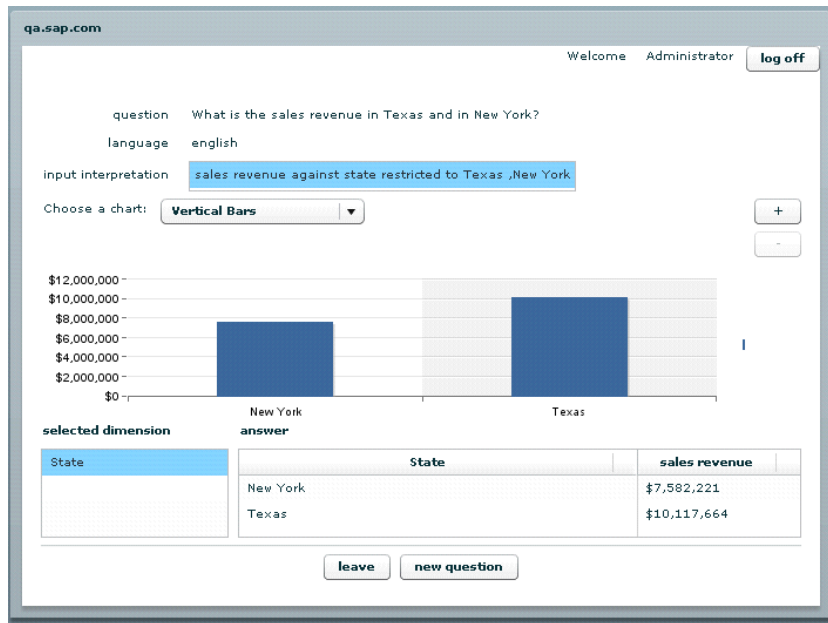 qa.sap.com
Welcome Administrator log off
question What is the sales revenue in Texas and in New York?
language english
input interpretation sales revenue against state restricted to Texas ,New York
Choose a chart: Vertical Bars +
-
$12,000,000
$10,000,000
$8,000,000
$6,000,000
$4,000,000
$2,000,000
$0
New York Texas
selected dimension answer
State State sales revenue
New York $7,582,221
Texas $10,117,664
leave new question